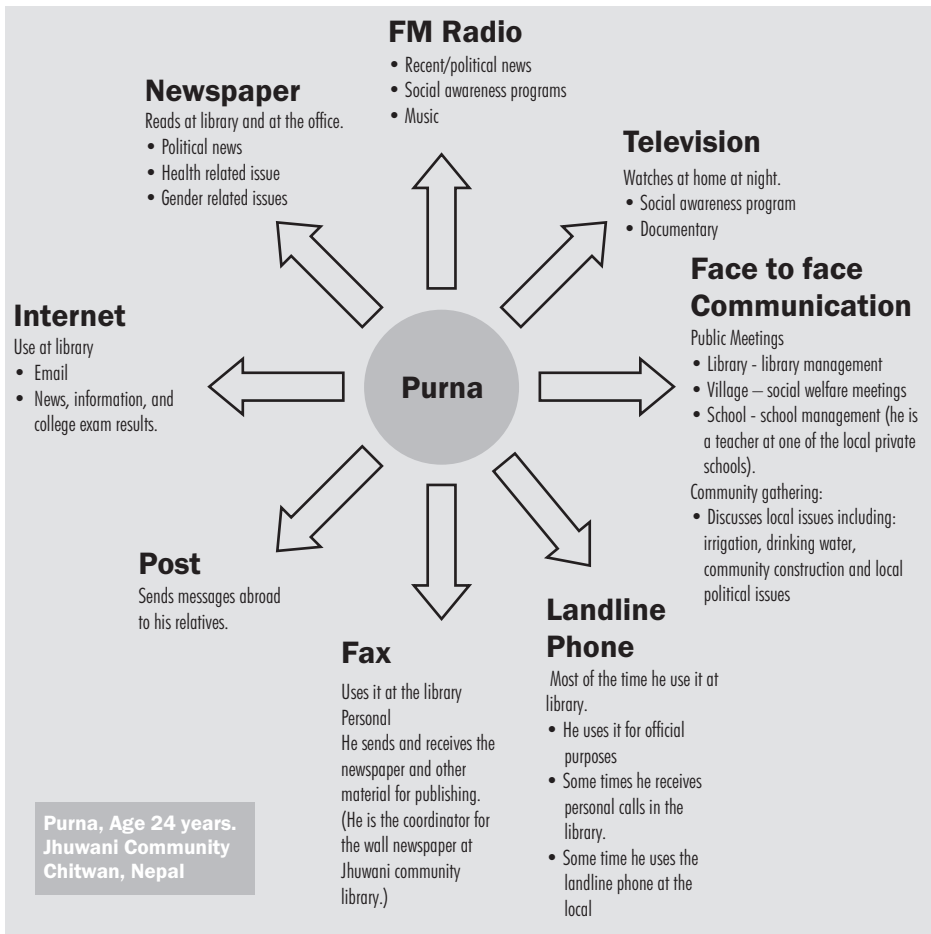 FM Radio
• Recent/political news
• Social awareness programs
• Music
Newspaper
Reads at library and at the office.
• Political news
• Health related issue
• Gender related issues
Television
Watches at home at night.
• Social awareness program
• Documentary
Face to face
Communication
Public Meetings
• Library - library management
• Village – social welfare meetings
• School - school management (he is
a teacher at one of the local private
schools).
Community gathering:
• Discusses local issues including:
irrigation, drinking water,
community construction and local
political issues
Internet
Use at library
• Email
• News, information, and
college exam results.
Purna
Post
Sends messages abroad
to his relatives.
Fax
Uses it at the library
Personal
He sends and receives the
newspaper and other
material for publishing.
(He is the coordinator for
the wall newspaper at
Jhuwani community
library.)
Landline
Phone
Most of the time he use it at
library.
• He uses it for official
purposes
• Some times he receives
personal calls in the
library.
• Some time he uses the
landline phone at the
local
Purna, Age 24 years.
Jhuwani Community
Chitwan, Nepal